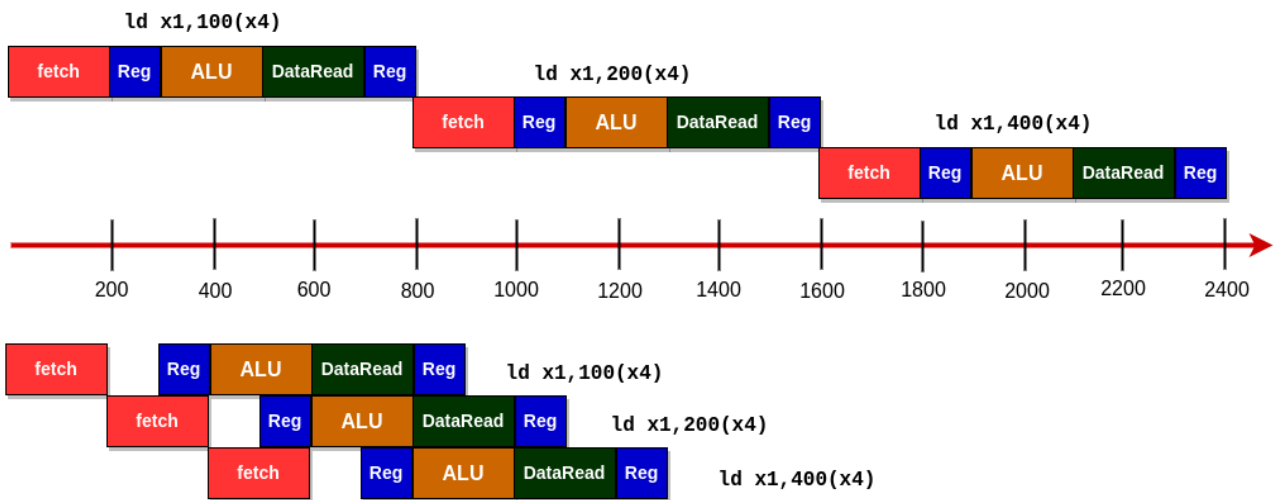 ld x1,100(x4)
fetch Reg ALU DataRead Reg
ld x1,200(x4)
fetch Reg ALU DataRead Reg
ld x1,400(x4)
fetch Reg ALU DataRead Reg
200 400 600 800 1000 1200 1400 1600 1800 2000 2200 2400
fetch Reg ALU DataRead Reg ld x1,100(x4)
fetch Reg ALU DataRead Reg ld x1,200(x4)
fetch Reg ALU DataRead Reg ld x1,400(x4)